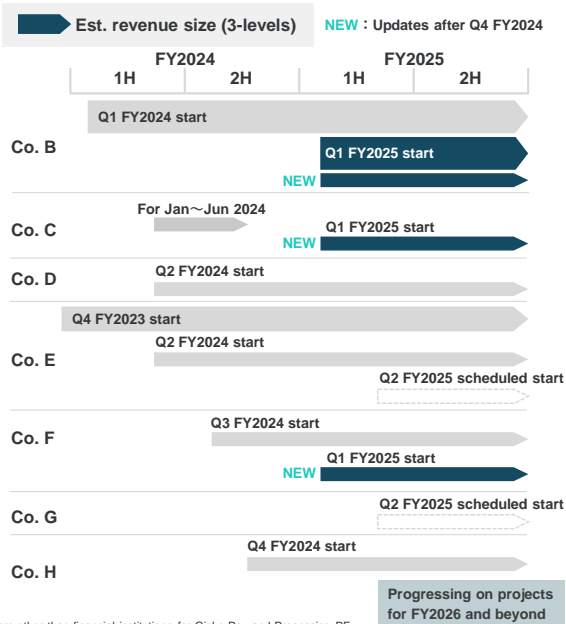 Est. revenue size (3-levels)
NEW : Updates after Q4 FY2024
FY2024 FY2025
1H 2H 1H 2H
Q1 FY2024 start
Co. B
Q1 FY2025 start
NEW
For Jan～Jun 2024
Co. C
Q1 FY2025 start
NEW
Q2 FY2024 start
Co. D
Q4 FY2023 start
Q2 FY2024 start
Co. E
Q2 FY2025 scheduled start
Q3 FY2024 start
Co. F
Q1 FY2025 start
NEW
Q2 FY2025 scheduled start
Co. G
Q4 FY2024 start
Co. H
Progressing on projects
for FY2026 and beyond